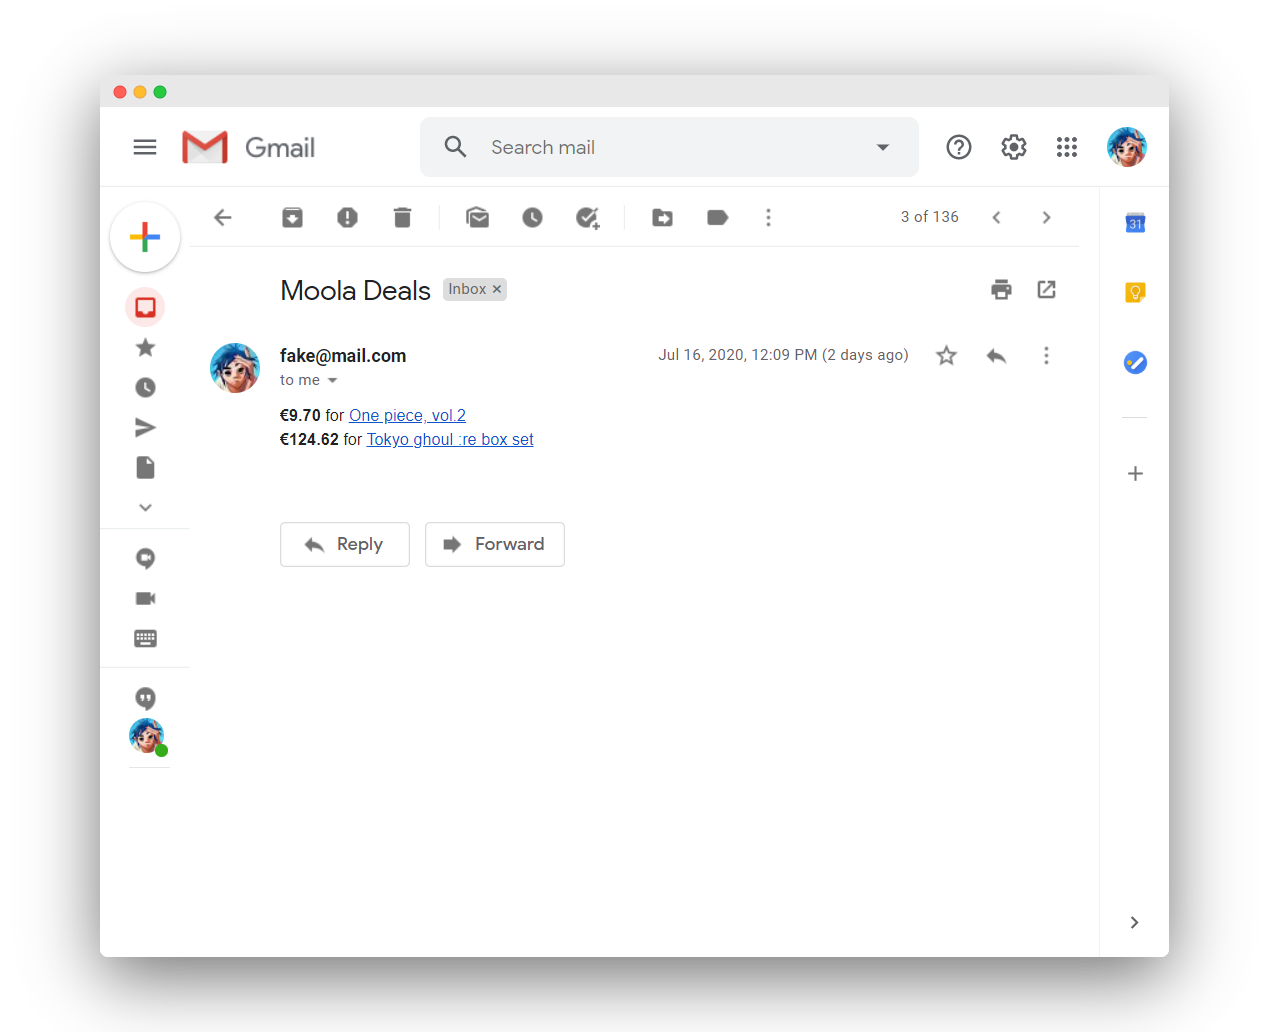 Gmail
Search mail
3 of 136
31
Moola Deals
Inbox ×
fake@mail.com
Jul 16, 2020, 12:09 PM (2 days ago)
to me
€9.70 for One piece, vol.2
€124.62 for Tokyo ghoul :re box set
Reply
Forward